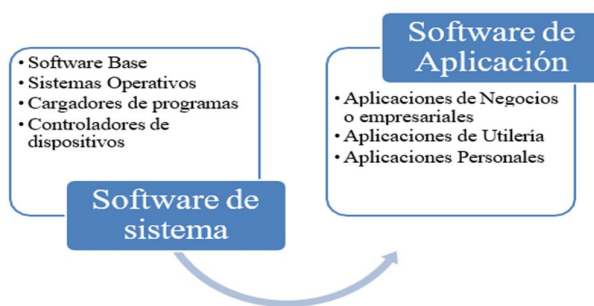 • Software Base
• Sistemas Operativos
• Cargadores de programas
• Controladores de
dispositivos
Software de
sistema
Software de
Aplicación
• Aplicaciones de Negocios
o empresariales
• Aplicaciones de Utilería
• Aplicaciones Personales